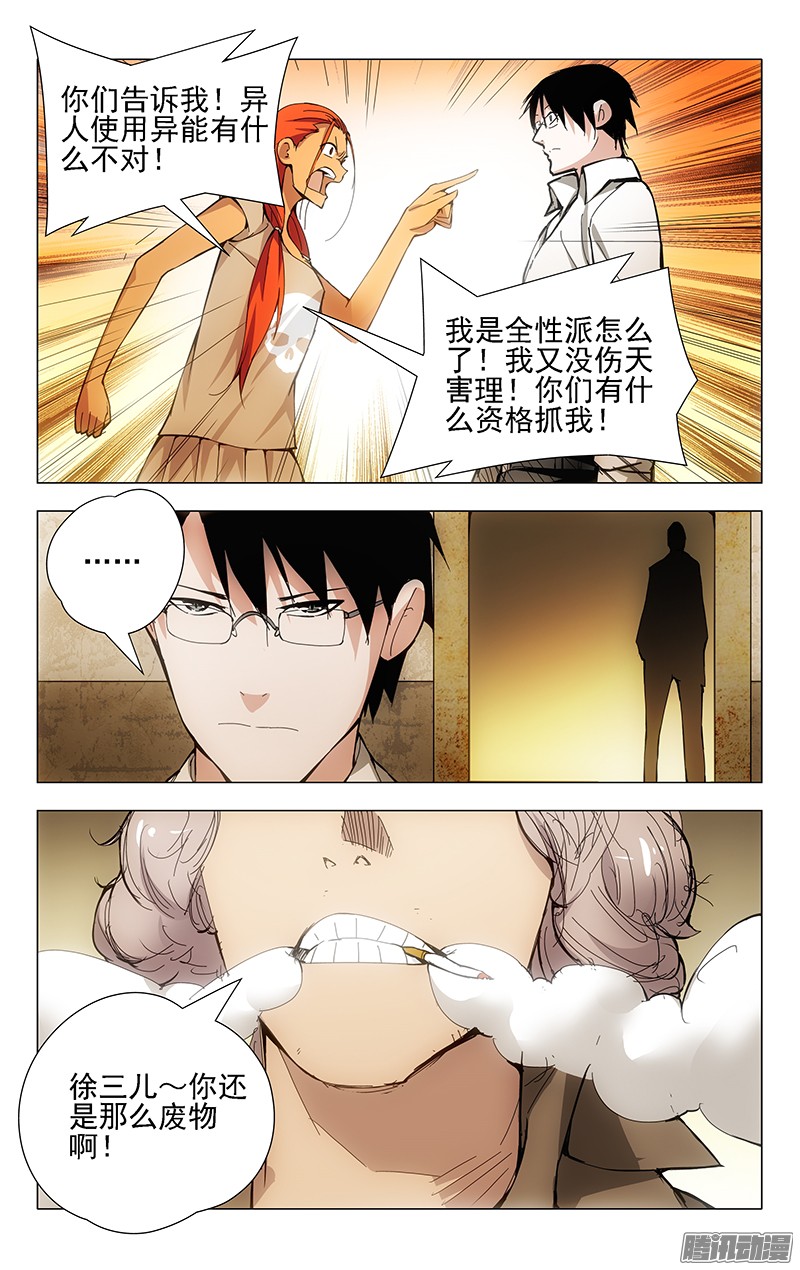 你们告诉我！异
人使用异能有什
么不对！
我是全性派怎么
了！我又没伤天
害理！你们有什
么资格抓我！
……
徐三儿～你还
是那么废物
啊！
腾讯动漫